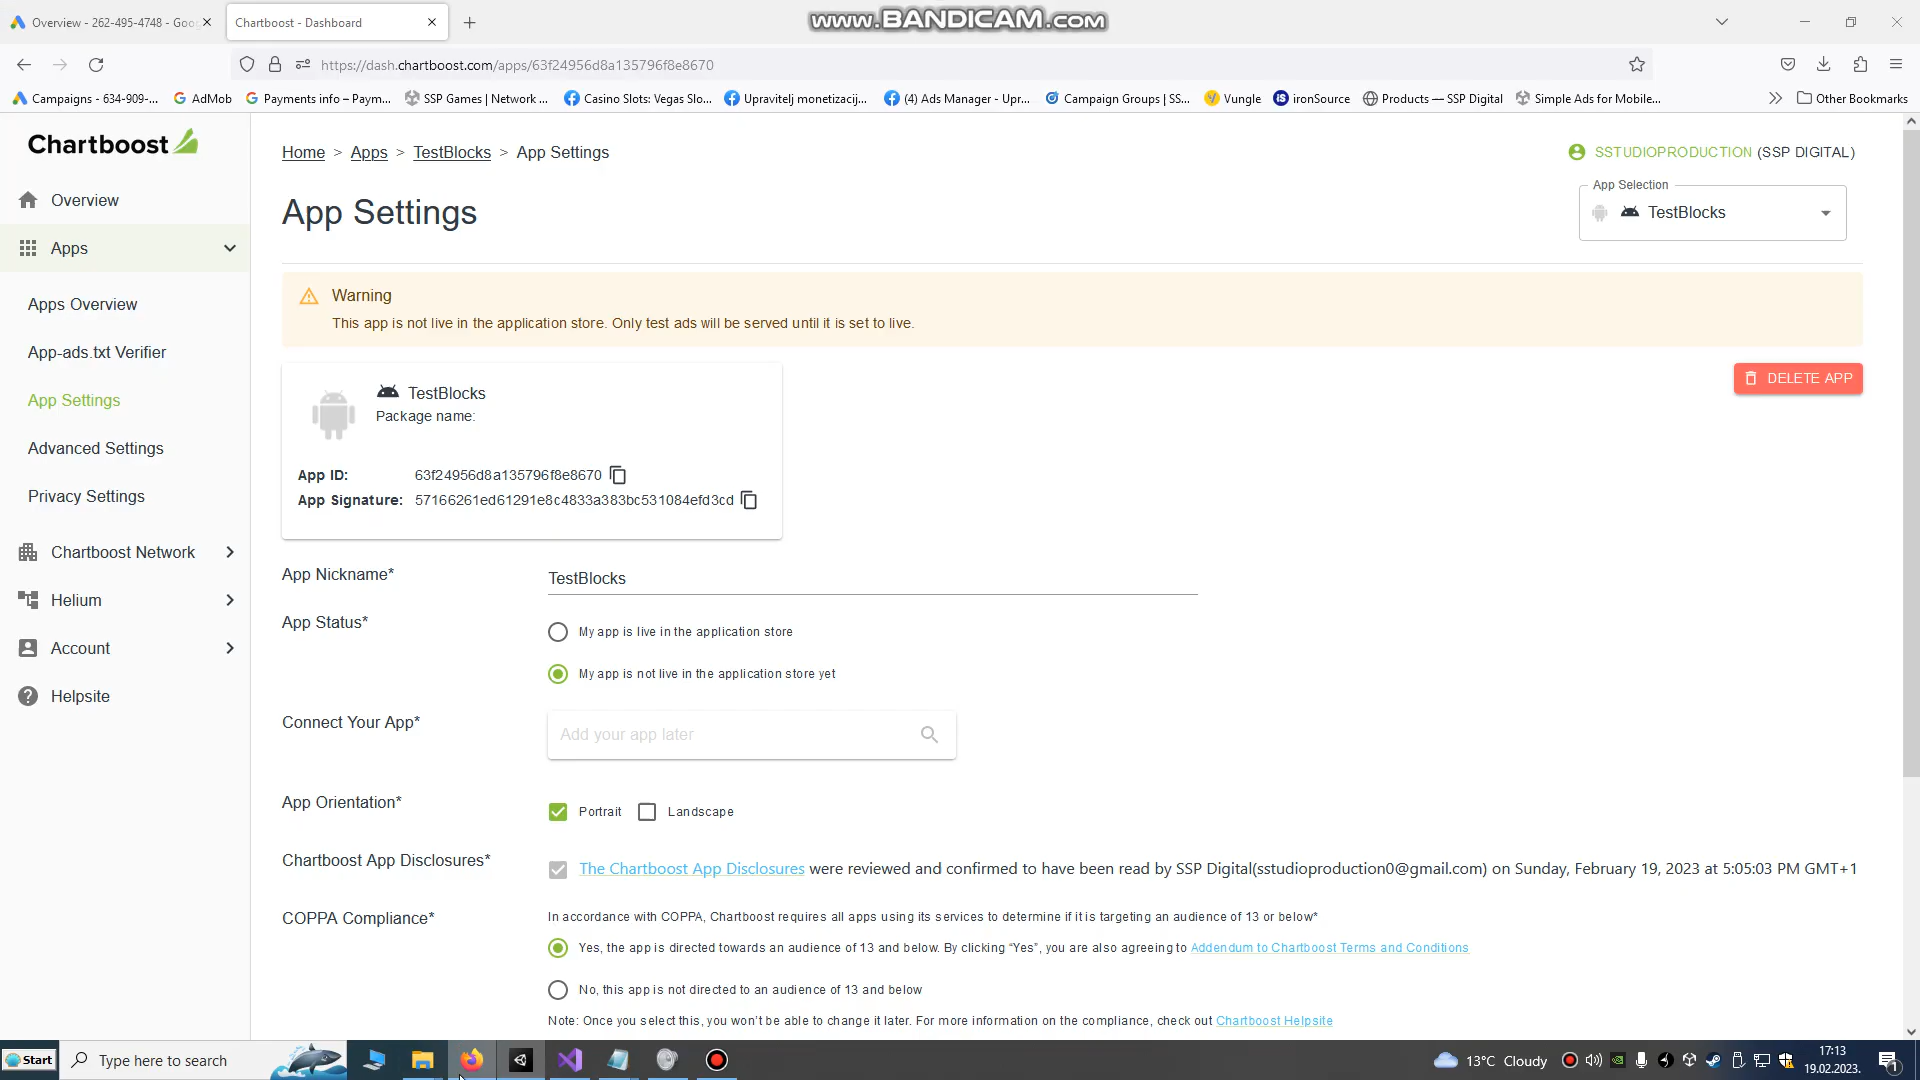 Overview - 262-495-4748 - Goo
Chartboost - Dashboard
www.BANDICAM.com
https://dash.chartboost.com/apps/63f24956d8a135796f8e8670
Campaigns - 634-909-...
AdMob
Payments info – Paym...
SSP Games | Network ...
Casino Slots: Vegas Slo...
Upravitelj monetizacij...
(4) Ads Manager - Upr...
Campaign Groups | SS...
Vungle
ironSource
Products — SSP Digital
Simple Ads for Mobile...
Other Bookmarks
Chartboost
Home > Apps > TestBlocks > App Settings
SSTUDIOPRODUCTION (SSP DIGITAL)
Overview
App Settings
App Selection
TestBlocks
Apps
Warning
This app is not live in the application store. Only test ads will be served until it is set to live.
Apps Overview
App-ads.txt Verifier
App Settings
Advanced Settings
Privacy Settings
Chartboost Network
Helium
Account
Helpsite
TestBlocks
Package name:
DELETE APP
App ID: 63f24956d8a135796f8e8670
App Signature: 57166261ed61291e8c4833a383bc531084efd3cd
App Nickname*
TestBlocks
App Status*
My app is live in the application store
My app is not live in the application store yet
Connect Your App*
Add your app later
App Orientation*
Portrait
Landscape
Chartboost App Disclosures*
The Chartboost App Disclosures were reviewed and confirmed to have been read by SSP Digital(sstudioproduction0@gmail.com) on Sunday, February 19, 2023 at 5:05:03 PM GMT+1
COPPA Compliance*
In accordance with COPPA, Chartboost requires all apps using its services to determine if it is targeting an audience of 13 or below*
Yes, the app is directed towards an audience of 13 and below. By clicking “Yes”, you are also agreeing to Addendum to Chartboost Terms and Conditions
No, this app is not directed to an audience of 13 and below
Note: Once you select this, you won’t be able to change it later. For more information on the compliance, check out Chartboost Helpsite
Start
Type here to search
13°C Cloudy
17:13
19.02.2023.
1